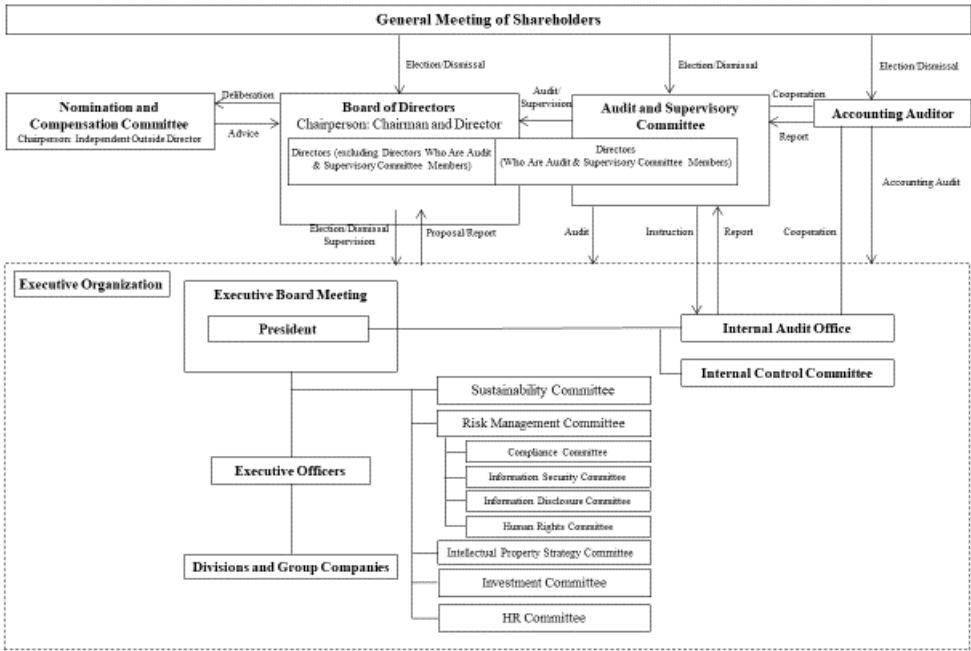 General Meeting of Shareholders
Election/Dismissal
Election/Dismissal
Election/Dismissal
Nomination and
Compensation Committee
Chairperson: Independent Outside Director
Deliberation
Advice
Board of Directors
Chairperson: Chairman and Director
Audit/
Supervision
Audit and Supervisory
Committee
Cooperation
Report
Accounting Auditor
Directors (excluding Directors Who Are Audit
& Supervisory Committee Members)
Directors
(Who Are Audit & Supervisory Committee Members)
Accounting Audit
Election/Dismissal
Supervision
Proposal/Report
Audit
Instruction
Report
Cooperation
Executive Organization
Executive Board Meeting
President
Internal Audit Office
Internal Control Committee
Sustainability Committee
Risk Management Committee
Compliance Committee
Information Security Committee
Information Disclosure Committee
Human Rights Committee
Executive Officers
Intellectual Property Strategy Committee
Divisions and Group Companies
Investment Committee
HR Committee